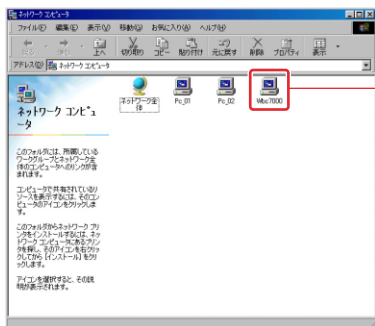 ネットワーク コンピュータ
ファイル(F) 編集(E) 表示(V) 移動(G) お気に入り(A) ヘルプ(H)
戻る 進む 上へ 切り取り コピー 貼り付け 元に戻す 削除 プロパティ 表示
アドレス(D) ネットワーク コンピュータ
ネットワーク コンピュ
ータ
このフォルダには、所属している
ワークグループとネットワーク全
体のコンピュータへのリンクが含
まれます。
コンピュータで共有されているリ
ソースを表示するには、そのコン
ピュータのアイコンをクリックしま
す。
このフォルダからネットワーク プリ
ンタをインストールするには、ネッ
トワーク コンピュータにあるプリン
タを探し、そのアイコンを右クリッ
クしてから [インストール] をクリ
ックします。
アイコンを選択すると、その説
明が表示されます。
ネットワーク全
体
Pc_01
Pc_02
Wbc7000